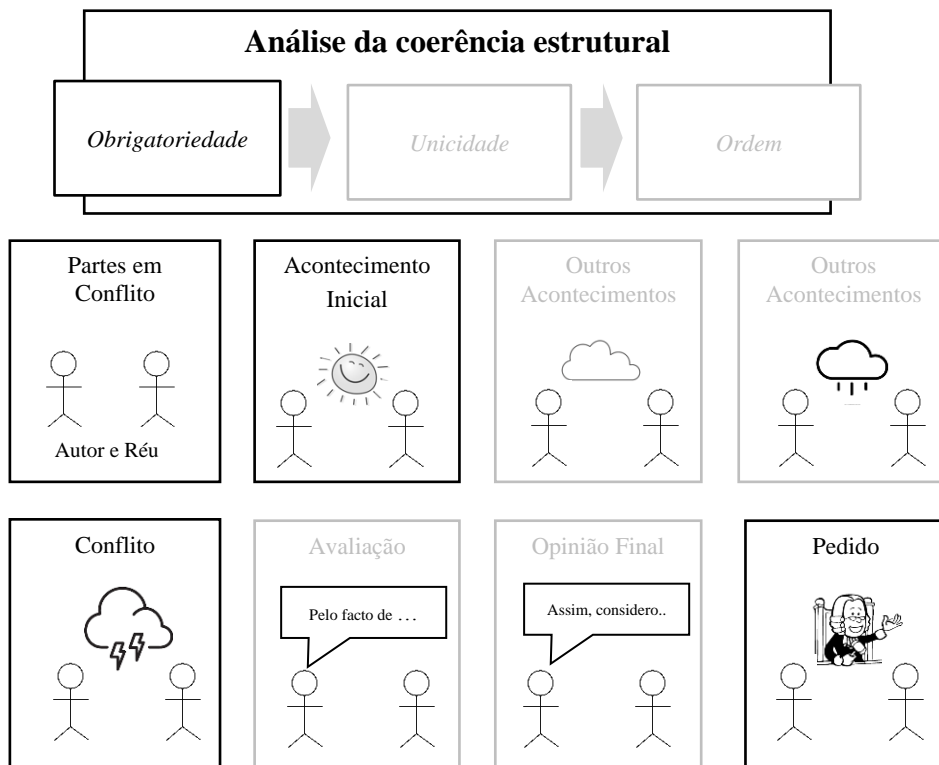 Análise da coerência estrutural
Obrigatoriedade
Unicidade
Ordem
Partes em
Conflito
Autor e Réu
Acontecimento
Inicial
Outros
Acontecimentos
Outros
Acontecimentos
Conflito
Avaliação
Pelo facto de …
Opinião Final
Assim, considero..
Pedido